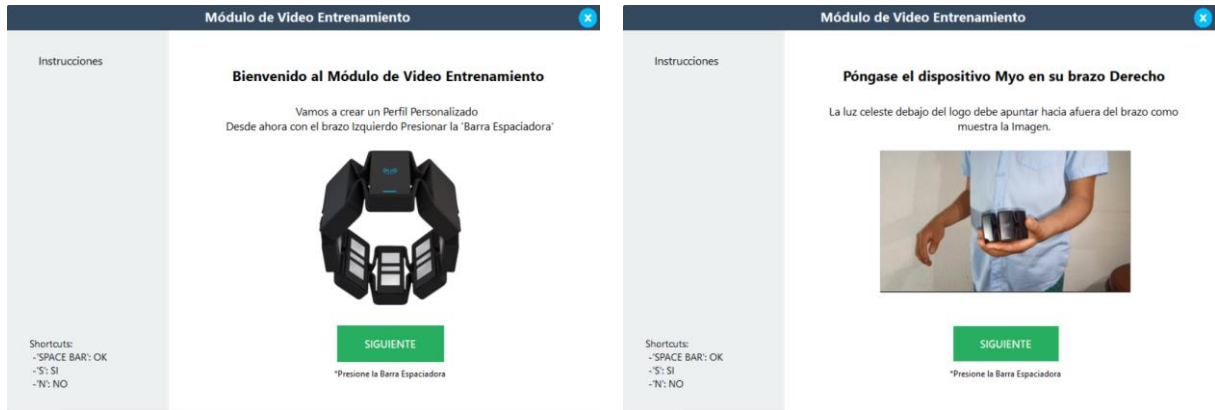 Módulo de Video Entrenamiento
x
Instrucciones
Bienvenido al Módulo de Video Entrenamiento
Vamos a crear un Perfil Personalizado
Desde ahora con el brazo Izquierdo Presionar la 'Barra Espaciadora'
Shortcuts:
-'SPACE BAR': OK
-'S': SI
-'N': NO
SIGUIENTE
*Presione la Barra Espaciadora
Módulo de Video Entrenamiento
x
Instrucciones
Póngase el dispositivo Myo en su brazo Derecho
La luz celeste debajo del logo debe apuntar hacia afuera del brazo como
muestra la Imagen.
Shortcuts:
-'SPACE BAR': OK
-'S': SI
-'N': NO
SIGUIENTE
*Presione la Barra Espaciadora